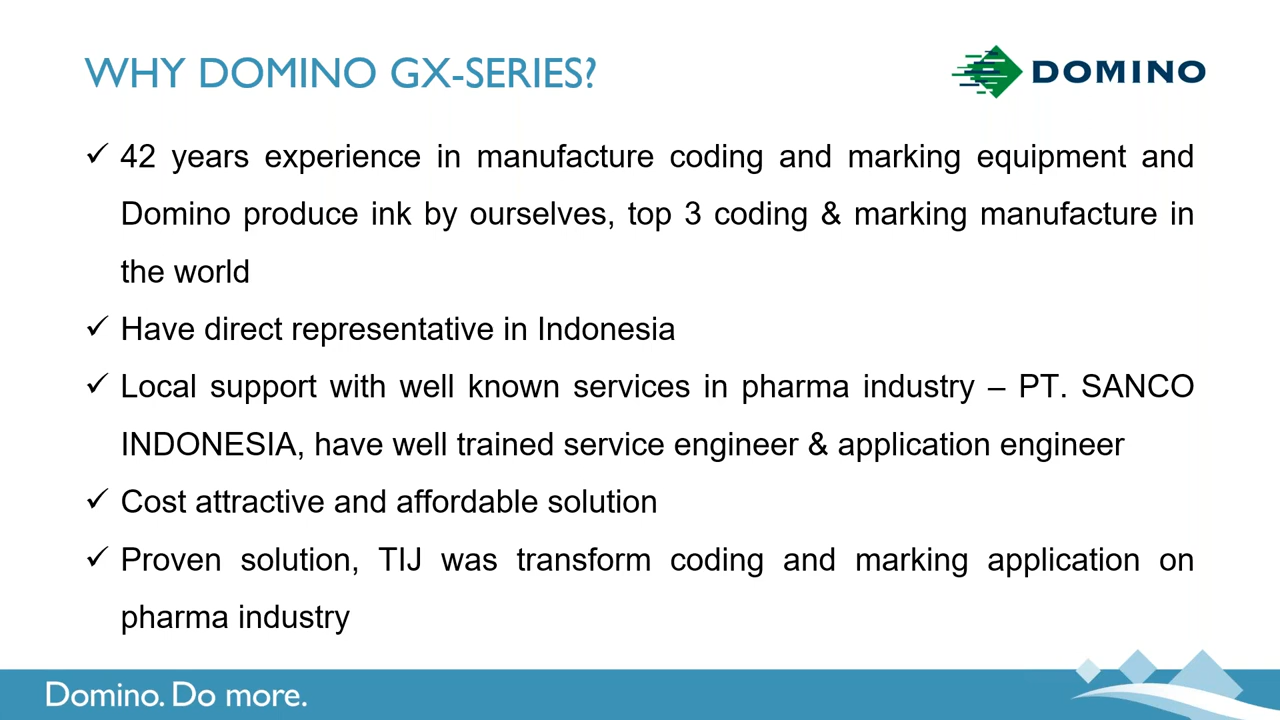 WHY DOMINO GX-SERIES?
DOMINO
✓ 42 years experience in manufacture coding and marking equipment and
Domino produce ink by ourselves, top 3 coding & marking manufacture in
the world
✓ Have direct representative in Indonesia
✓ Local support with well known services in pharma industry – PT. SANCO
INDONESIA, have well trained service engineer & application engineer
✓ Cost attractive and affordable solution
✓ Proven solution, TIJ was transform coding and marking application on
pharma industry
Domino. Do more.